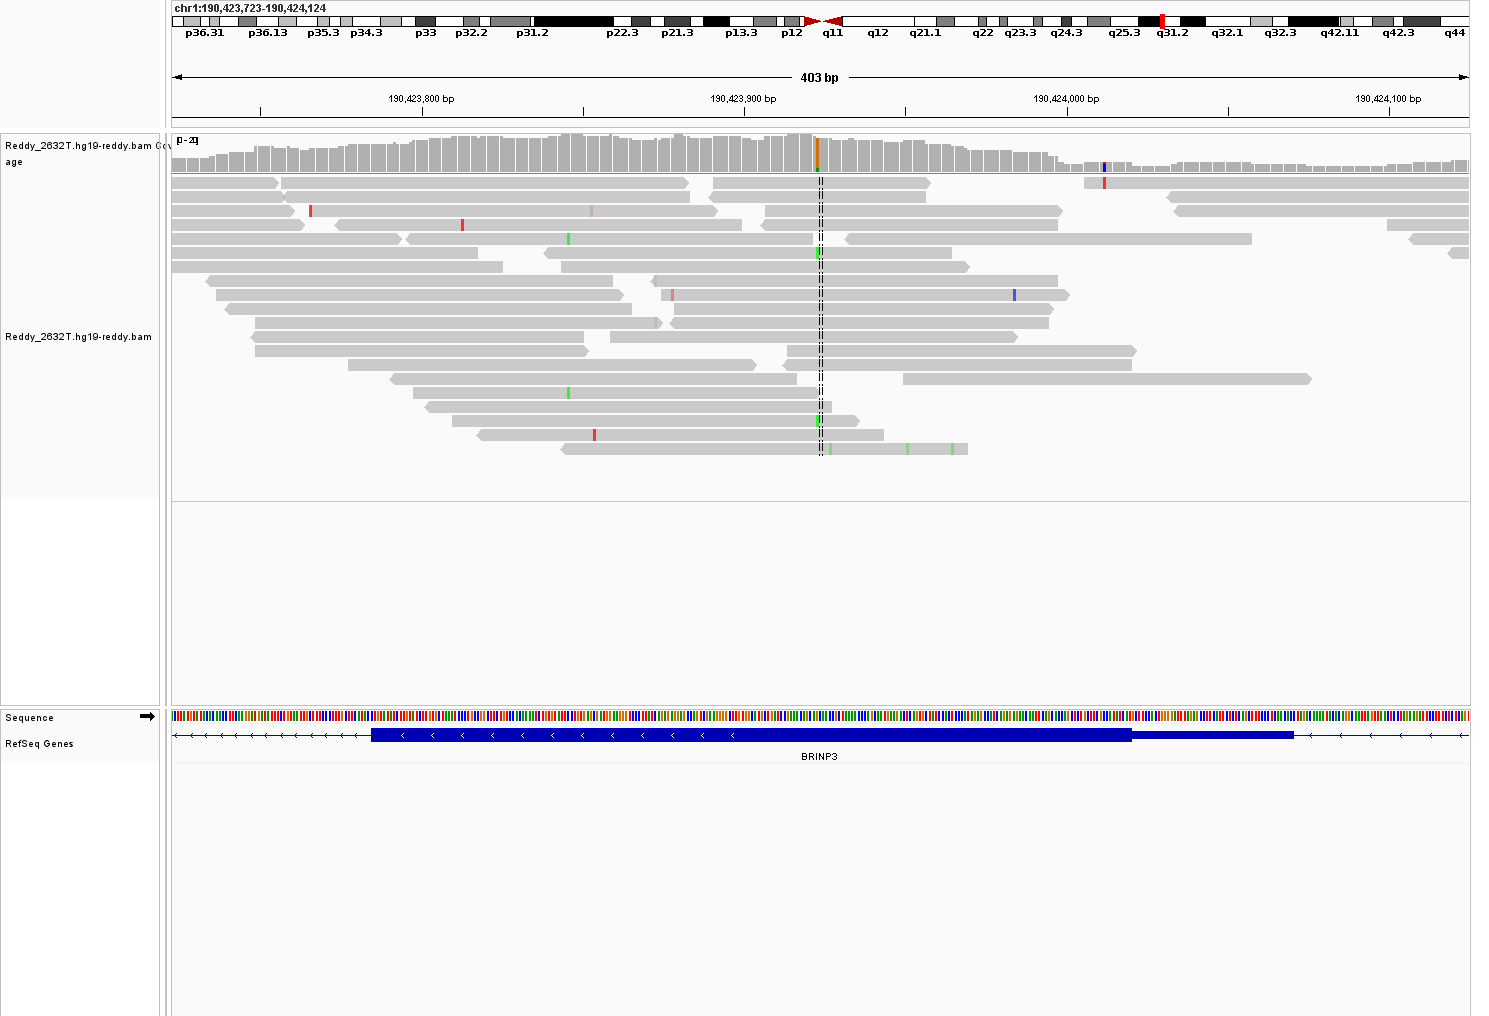 chr1:190,423,723-190,424,124
p36.31 p36.13 p35.3 p34.3 p33 p32.2 p31.2 p22.3 p21.3 p13.3 p12 q11 q12 q21.1 q22 q23.3 q24.3 q25.3 q31.2 q32.1 q32.3 q42.11 q42.3 q44
403 bp
190,423,800 bp 190,423,900 bp 190,424,000 bp 190,424,100 bp
[0 - 20]
Reddy_2632T.hg19-reddy.bam Cov
age
Reddy_2632T.hg19-reddy.bam
Sequence
RefSeq Genes
BRINP3